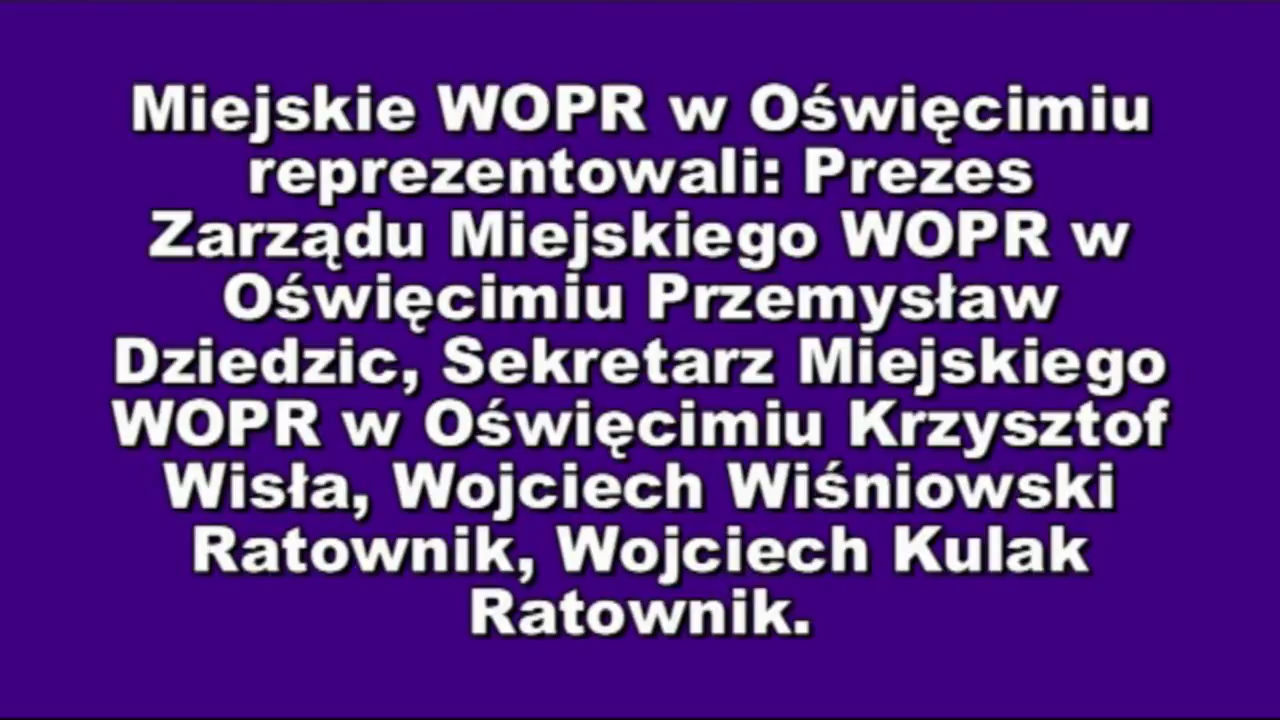 Miejskie WOPR w Oświęcimiu
reprezentowali: Prezes
Zarządu Miejskiego WOPR w
Oświęcimiu Przemysław
Dziedzic, Sekretarz Miejskiego
WOPR w Oświęcimiu Krzysztof
Wisła, Wojciech Wiśniowski
Ratownik, Wojciech Kulak
Ratownik.